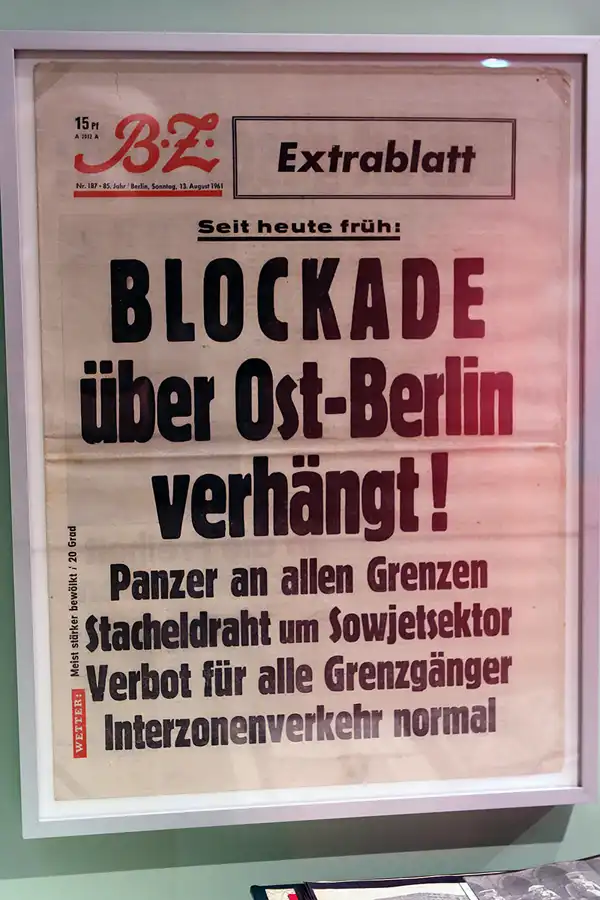 15 Pf
A 2032 A
B·Z·
Nr. 187 • 85. Jahr / Berlin, Sonntag, 13. August 1961
Extrablatt
Seit heute früh:
BLOCKADE
über Ost-Berlin
verhängt!
Panzer an allen Grenzen
Stacheldraht um Sowjetsektor
Verbot für alle Grenzgänger
Interzonenverkehr normal
WETTER: Meist stärker bewölkt / 20 Grad